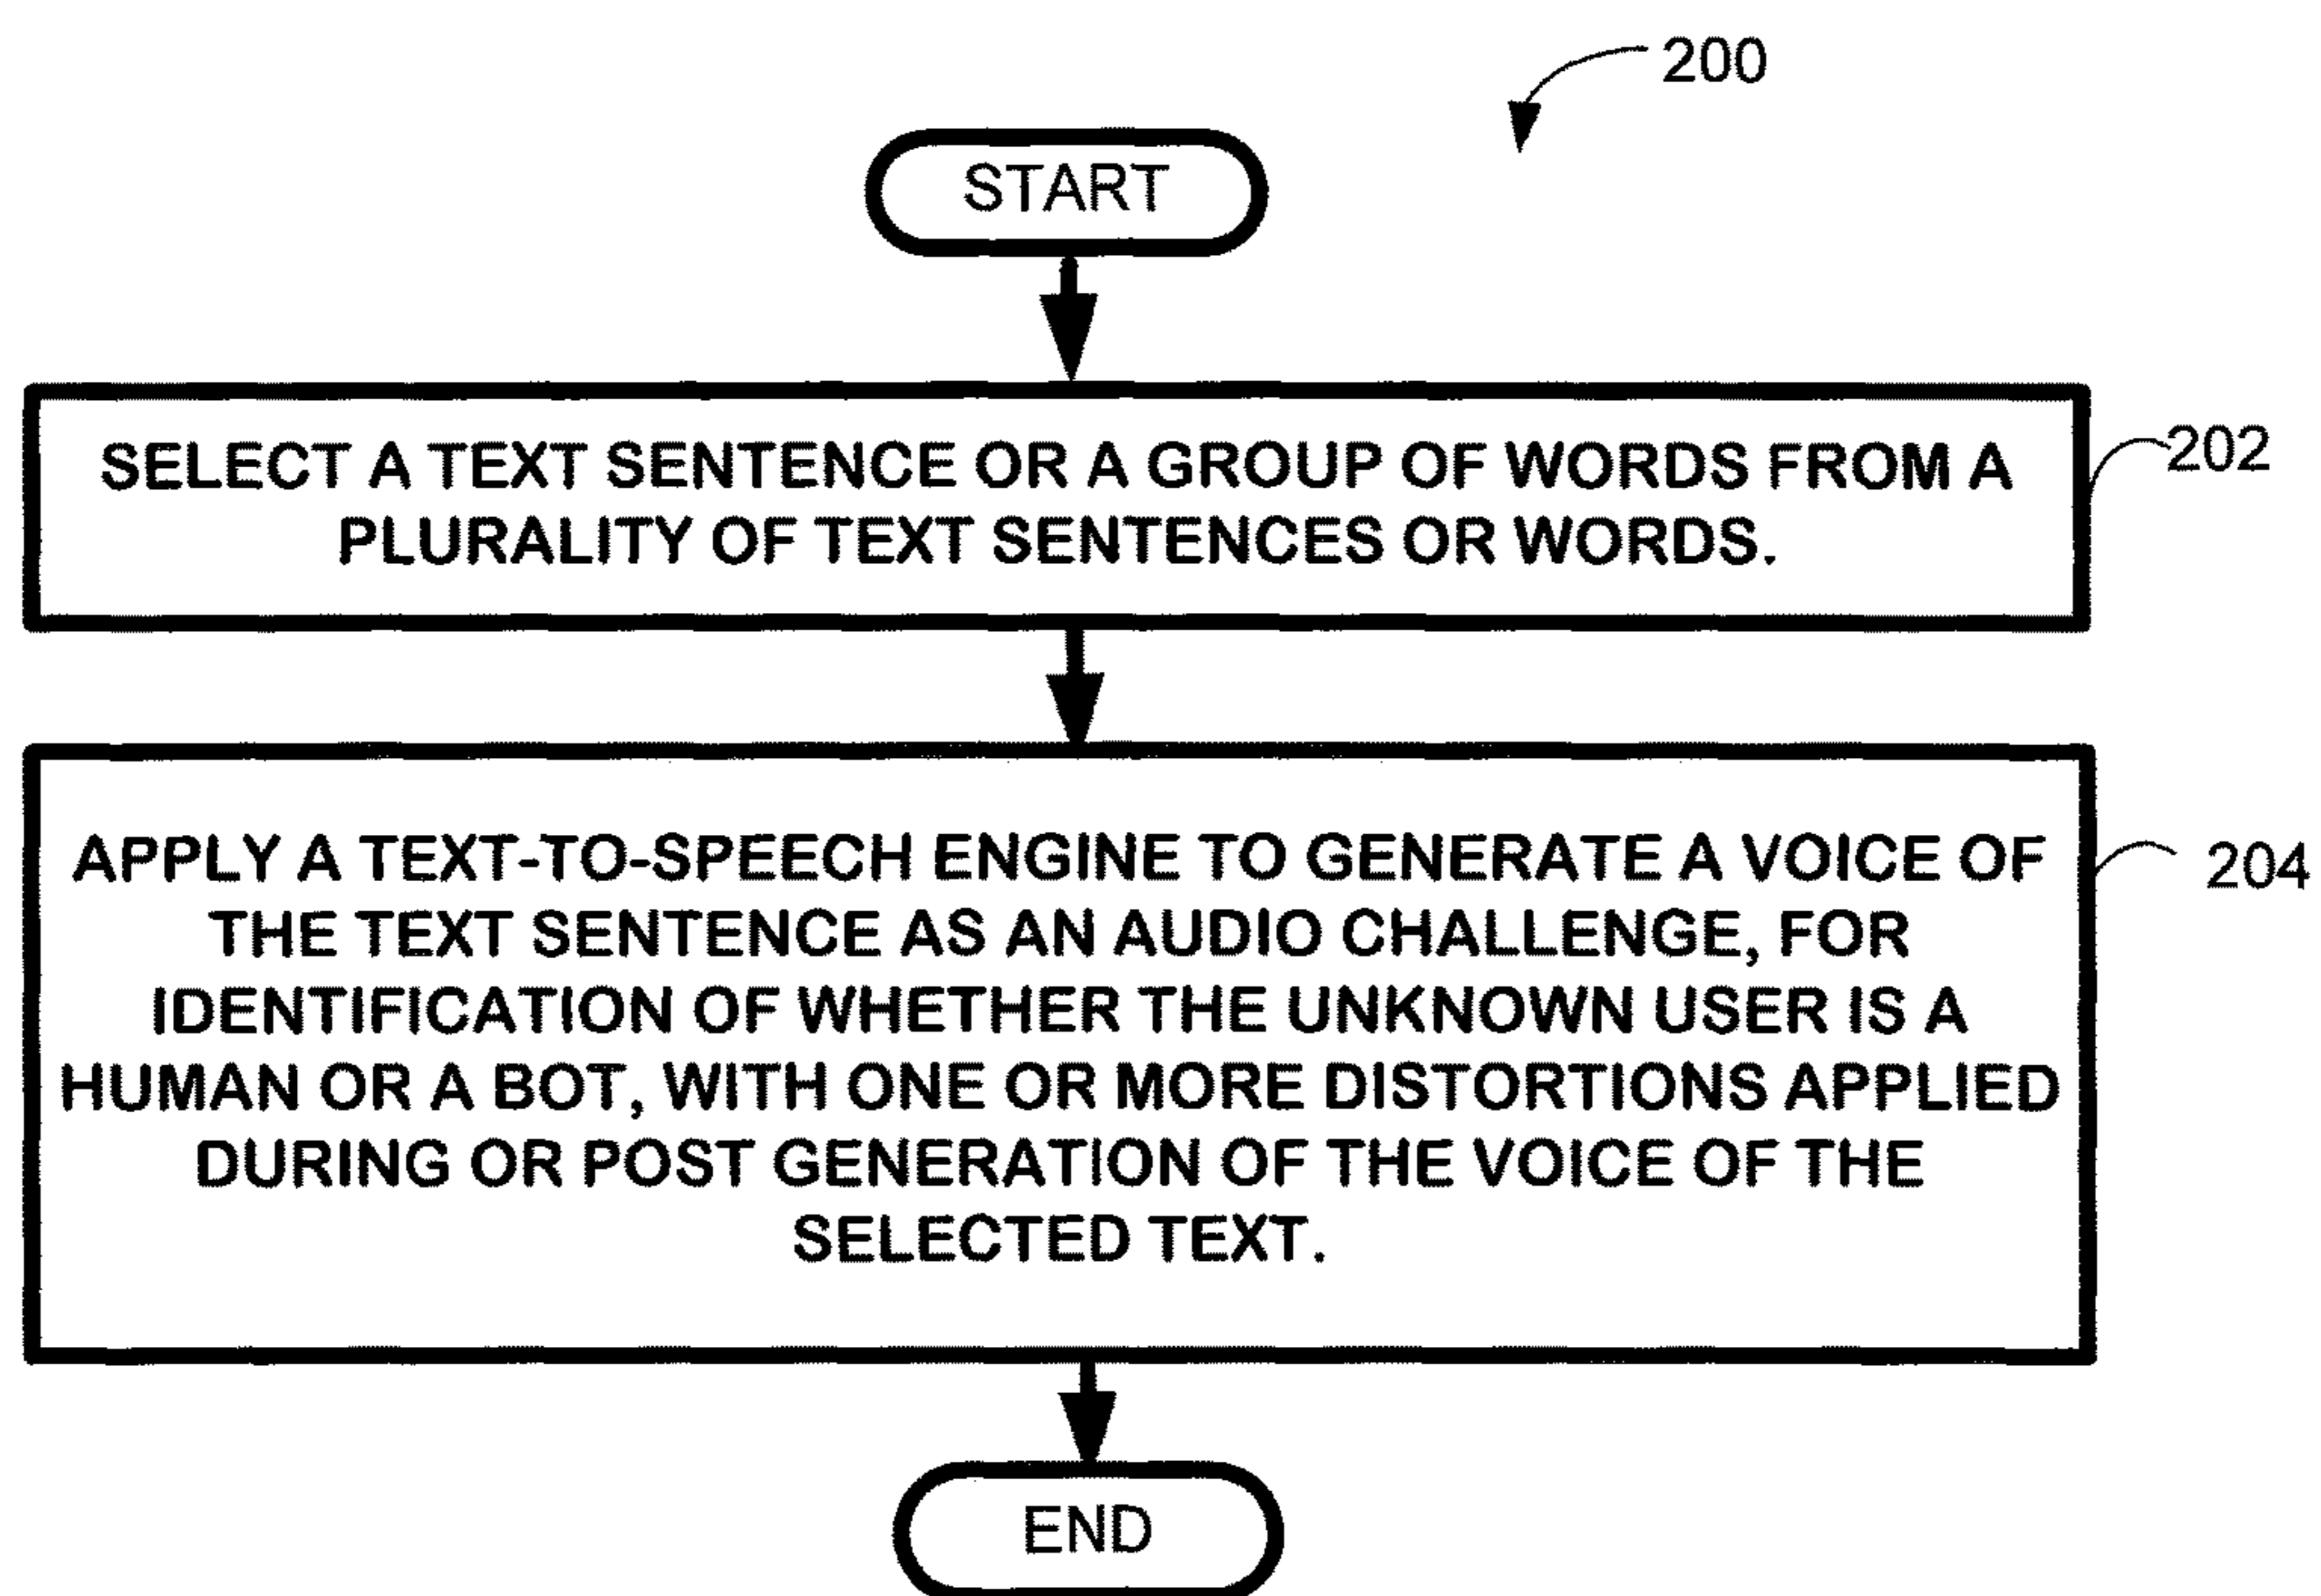 200
START
SELECT A TEXT SENTENCE OR A GROUP OF WORDS FROM A
PLURALITY OF TEXT SENTENCES OR WORDS.
202
APPLY A TEXT-TO-SPEECH ENGINE TO GENERATE A VOICE OF
THE TEXT SENTENCE AS AN AUDIO CHALLENGE, FOR
IDENTIFICATION OF WHETHER THE UNKNOWN USER IS A
HUMAN OR A BOT, WITH ONE OR MORE DISTORTIONS APPLIED
DURING OR POST GENERATION OF THE VOICE OF THE
SELECTED TEXT.
204
END